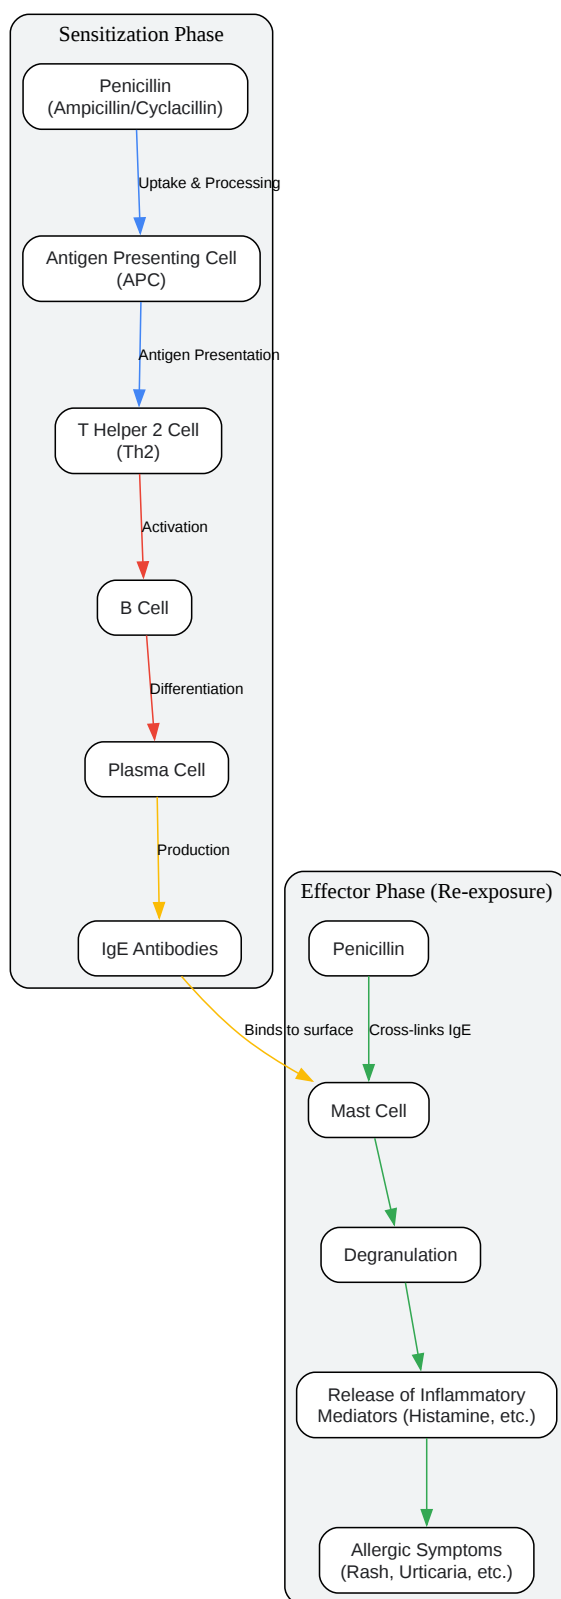 Sensitization Phase
Penicillin
(Ampicillin/Cyclacillin)
Uptake & Processing
Antigen Presenting Cell
(APC)
Antigen Presentation
T Helper 2 Cell
(Th2)
Activation
B Cell
Differentiation
Plasma Cell
Production
IgE Antibodies
Effector Phase (Re-exposure)
Penicillin
Binds to surface
Cross-links IgE
Mast Cell
Degranulation
Release of Inflammatory
Mediators (Histamine, etc.)
Allergic Symptoms
(Rash, Urticaria, etc.)